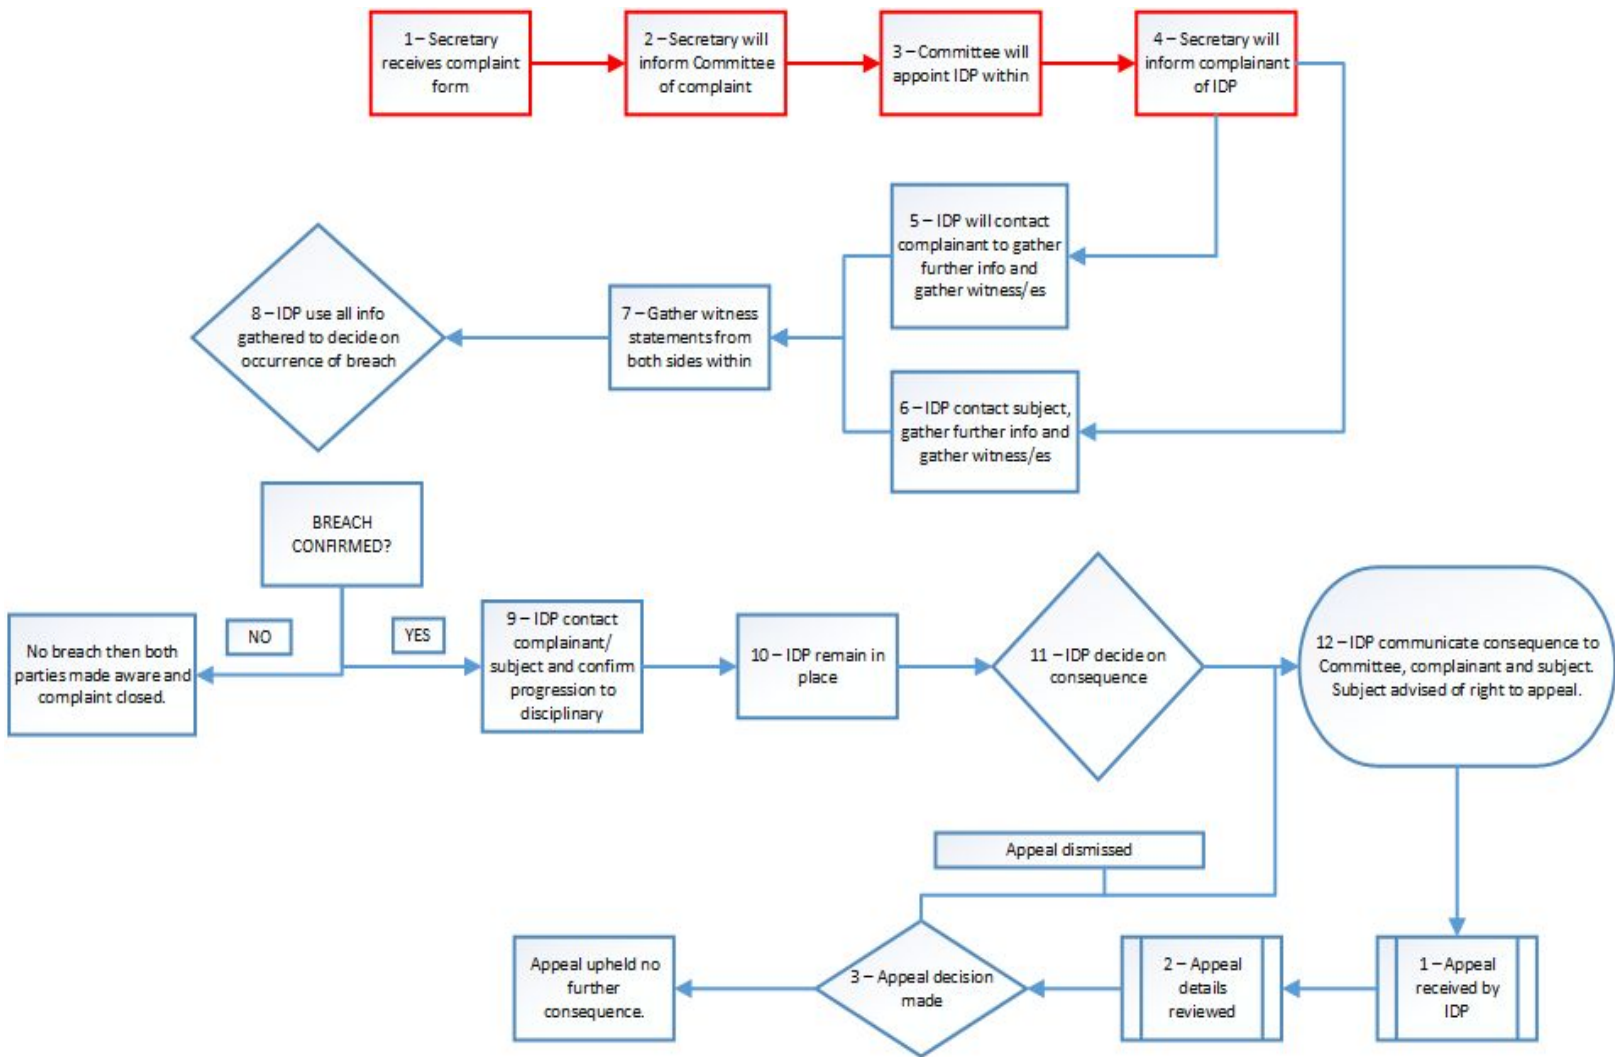 1 – Secretary
receives complaint
form
2 – Secretary will
inform Committee
of complaint
3 – Committee will
appoint IDP within
4 – Secretary will
inform complainant
of IDP
5 – IDP will contact
complainant to gather
further info and
gather witness/es
6 – IDP contact subject,
gather further info and
gather witness/es
7 – Gather witness
statements from
both sides within
8 – IDP use all info
gathered to decide on
occurrence of breach
BREACH
CONFIRMED?
NO
YES
No breach then both
parties made aware and
complaint closed.
9 – IDP contact
complainant/
subject and confirm
progression to
disciplinary
10 – IDP remain in
place
11 – IDP decide on
consequence
12 – IDP communicate consequence to
Committee, complainant and subject.
Subject advised of right to appeal.
Appeal dismissed
1 – Appeal
received by
IDP
2 – Appeal
details
reviewed
3 – Appeal decision
made
Appeal upheld no
further
consequence.